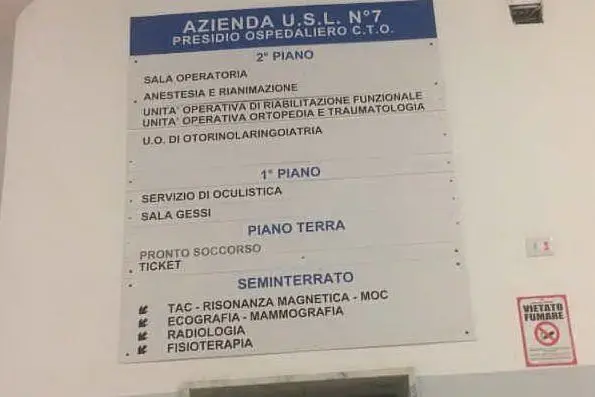 AZIENDA U.S.L. N°7
PRESIDIO OSPEDALIERO C.T.O.
2° PIANO
SALA OPERATORIA
ANESTESIA E RIANIMAZIONE
UNITA' OPERATIVA DI RIABILITAZIONE FUNZIONALE
UNITA' OPERATIVA ORTOPEDIA E TRAUMATOLOGIA
U.O. DI OTORINOLARINGOIATRIA
1° PIANO
SERVIZIO DI OCULISTICA
SALA GESSI
PIANO TERRA
PRONTO SOCCORSO
TICKET
SEMINTERRATO
TAC - RISONANZA MAGNETICA - MOC
ECOGRAFIA - MAMMOGRAFIA
RADIOLOGIA
FISIOTERAPIA
VIETATO
FUMARE